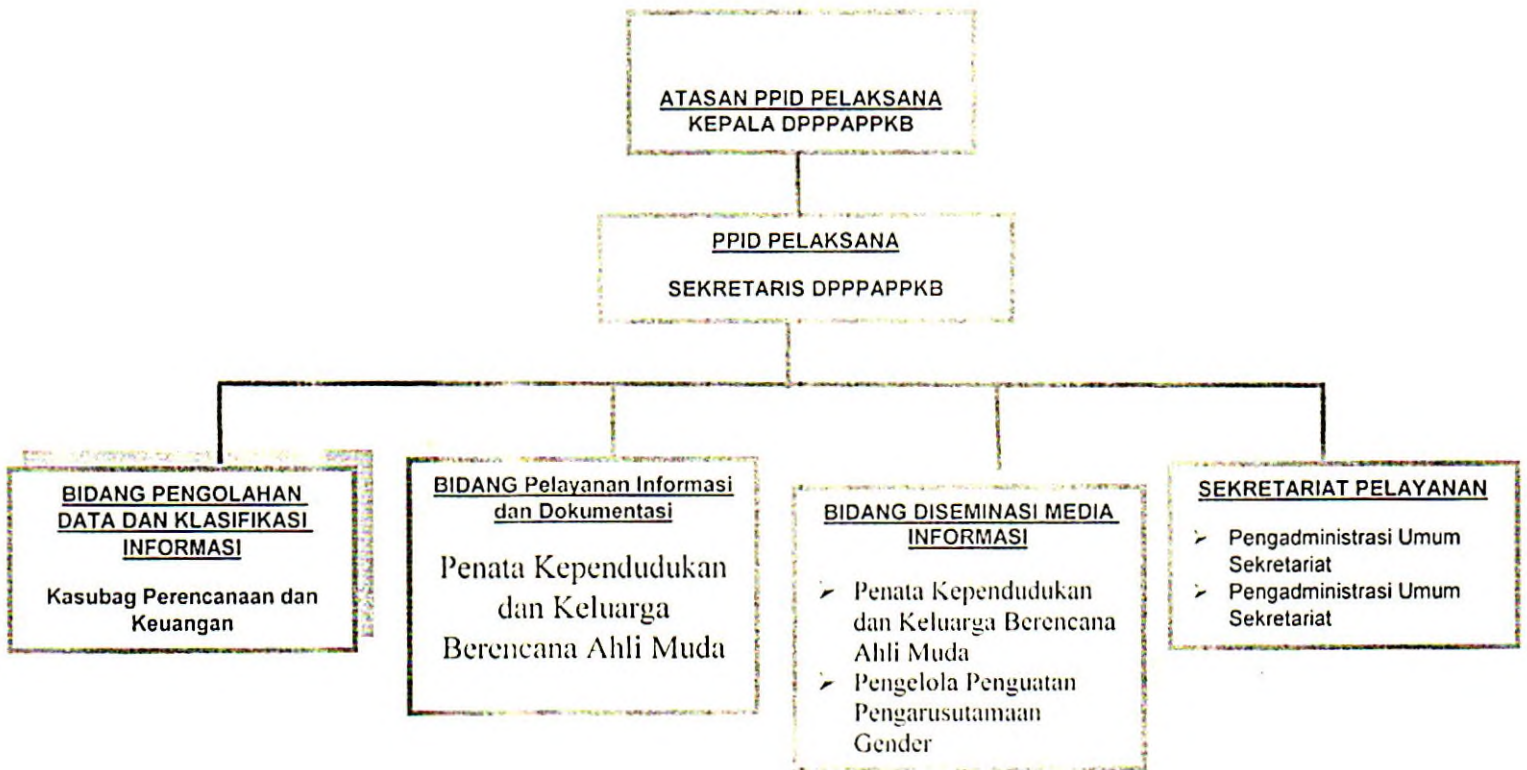 ATASAN PPID PELAKSANA
KEPALA DPPPAPPKB
PPID PELAKSANA
SEKRETARIS DPPPAPPKB
BIDANG PENGOLAHAN
DATA DAN KLASIFIKASI
INFORMASI
Kasubag Perencanaan dan
Keuangan
BIDANG Pelayanan Informasi
dan Dokumentasi
Penata Kependudukan
dan Keluarga
Berencana Ahli Muda
BIDANG DISEMINASI MEDIA
INFORMASI
➢ Penata Kependudukan
dan Keluarga Berencana
Ahli Muda
➢ Pengelola Penguatan
Pengarusutamaan
Gender
SEKRETARIAT PELAYANAN
➢ Pengadministrasi Umum
Sekretariat
➢ Pengadministrasi Umum
Sekretariat